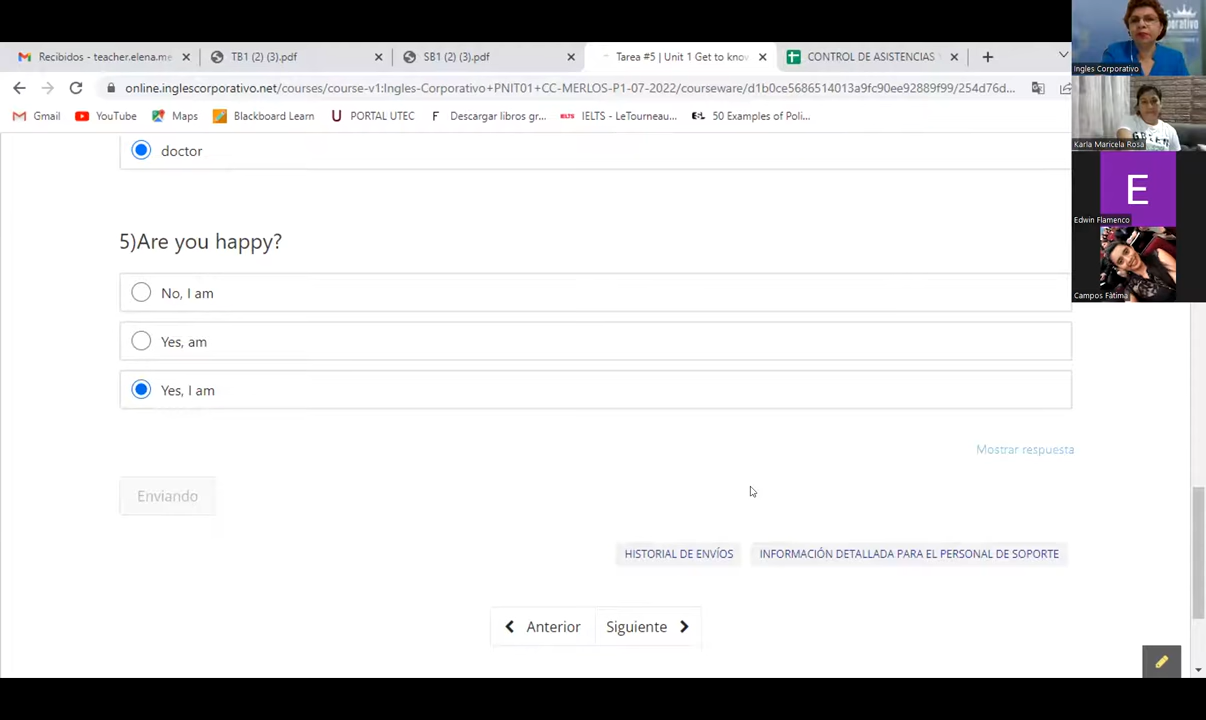 Recibidos - teacher.elena.me
TB1 (2) (3).pdf
SB1 (2) (3).pdf
Tarea #5 | Unit 1 Get to know
CONTROL DE ASISTENCIAS Y
online.inglescorporativo.net/courses/course-v1:Ingles-Corporativo+PNIT01+CC-MERLOS-P1-07-2022/courseware/d1b0ce5686514013a9fc90ee92889f99/254d76d...
Gmail
YouTube
Maps
Blackboard Learn
PORTAL UTEC
Descargar libros gr...
IELTS - LeTourneau...
50 Examples of Poli...
Ingles Corporativo
Karla Maricela Rosa
E
Edwin Flamenco
Campos Fátima
doctor
5)Are you happy?
No, I am
Yes, am
Yes, I am
Mostrar respuesta
Enviando
HISTORIAL DE ENVÍOS
INFORMACIÓN DETALLADA PARA EL PERSONAL DE SOPORTE
Anterior
Siguiente